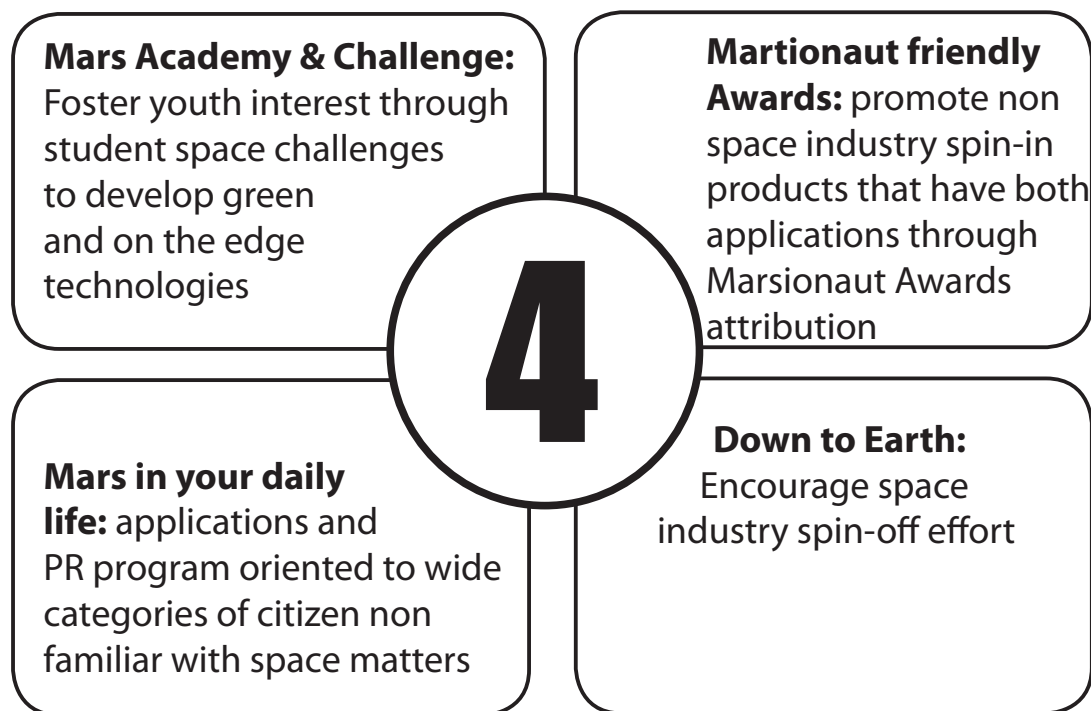 Mars Academy & Challenge:
Foster youth interest through
student space challenges
to develop green
and on the edge
technologies
Martionaut friendly
Awards: promote non
space industry spin-in
products that have both
applications through
Marsionaut Awards
attribution
4
Mars in your daily
life: applications and
PR program oriented to wide
categories of citizen non
familiar with space matters
Down to Earth:
Encourage space
industry spin-off effort